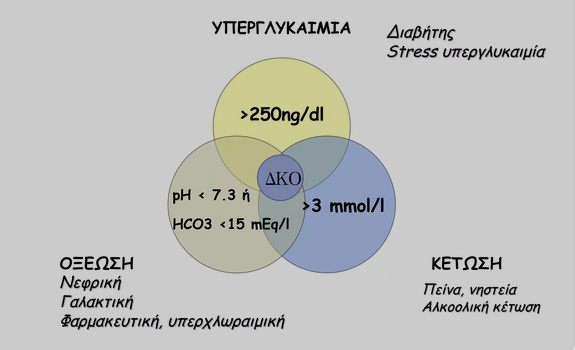 ΥΠΕΡΓΛΥΚΑΙΜΙΑ
Διαβήτης
Stress υπεργλυκαιμία
>250ng/dl
ΔΚΟ
pH < 7.3 ή
HCO3 <15 mEq/l
>3 mmol/l
ΟΞΕΩΣΗ
Νεφρική
Γαλακτική
Φαρμακευτική, υπερχλωραιμική
ΚΕΤΩΣΗ
Πείνα, νηστεία
Αλκοολική κέτωση